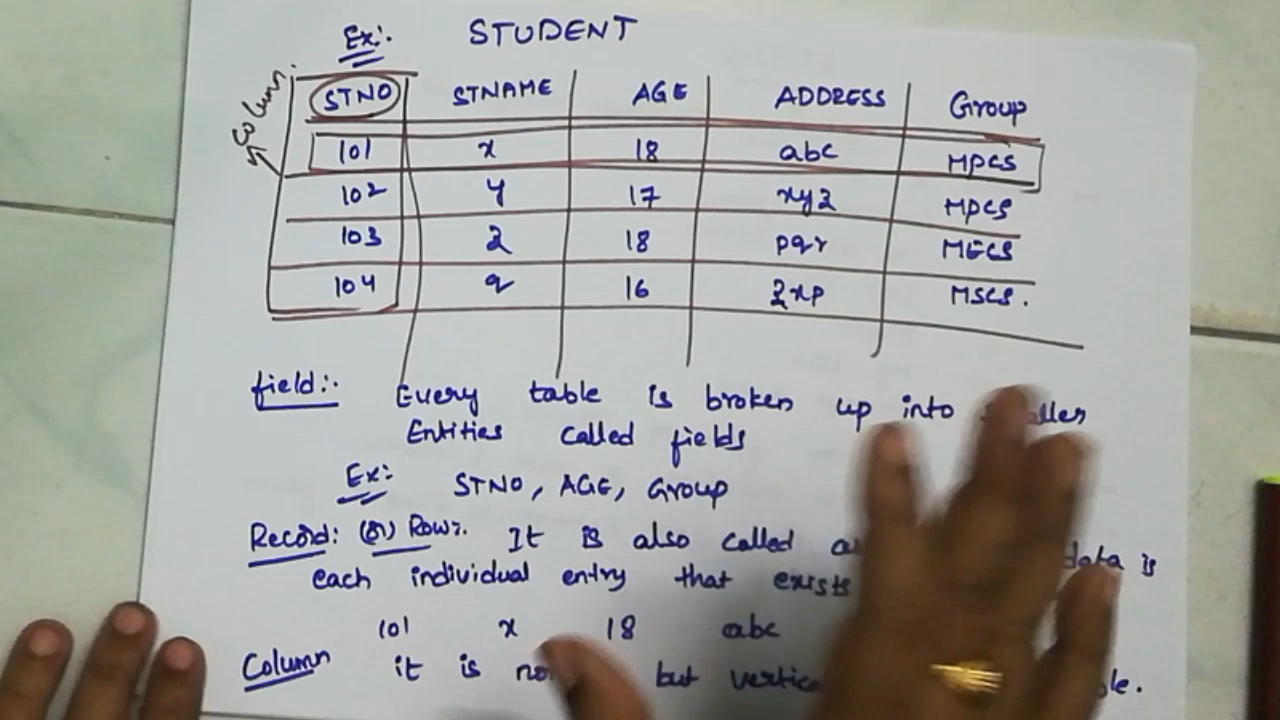 Ex:-
STUDENT
Column.
STNO STNAME AGE ADDRESS Group
101 x 18 abc MPCS
102 y 17 xyz MPCS
103 z 18 pqr MECS
104 q 16 zxp MSCS.
field:- Every table is broken up into
Entities called fields
Ex:- STNO, AGE, Group
Record: (or) Row:- It is also called data is
each individual entry that exists
101 x 18 abc
Column it is but